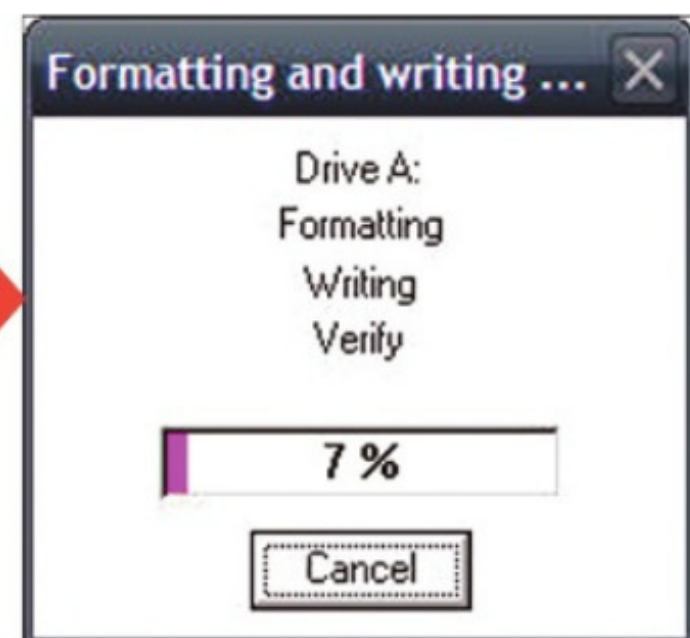 Formatting and writing ...
Drive A:
Formatting
Writing
Verify
7 %
Cancel